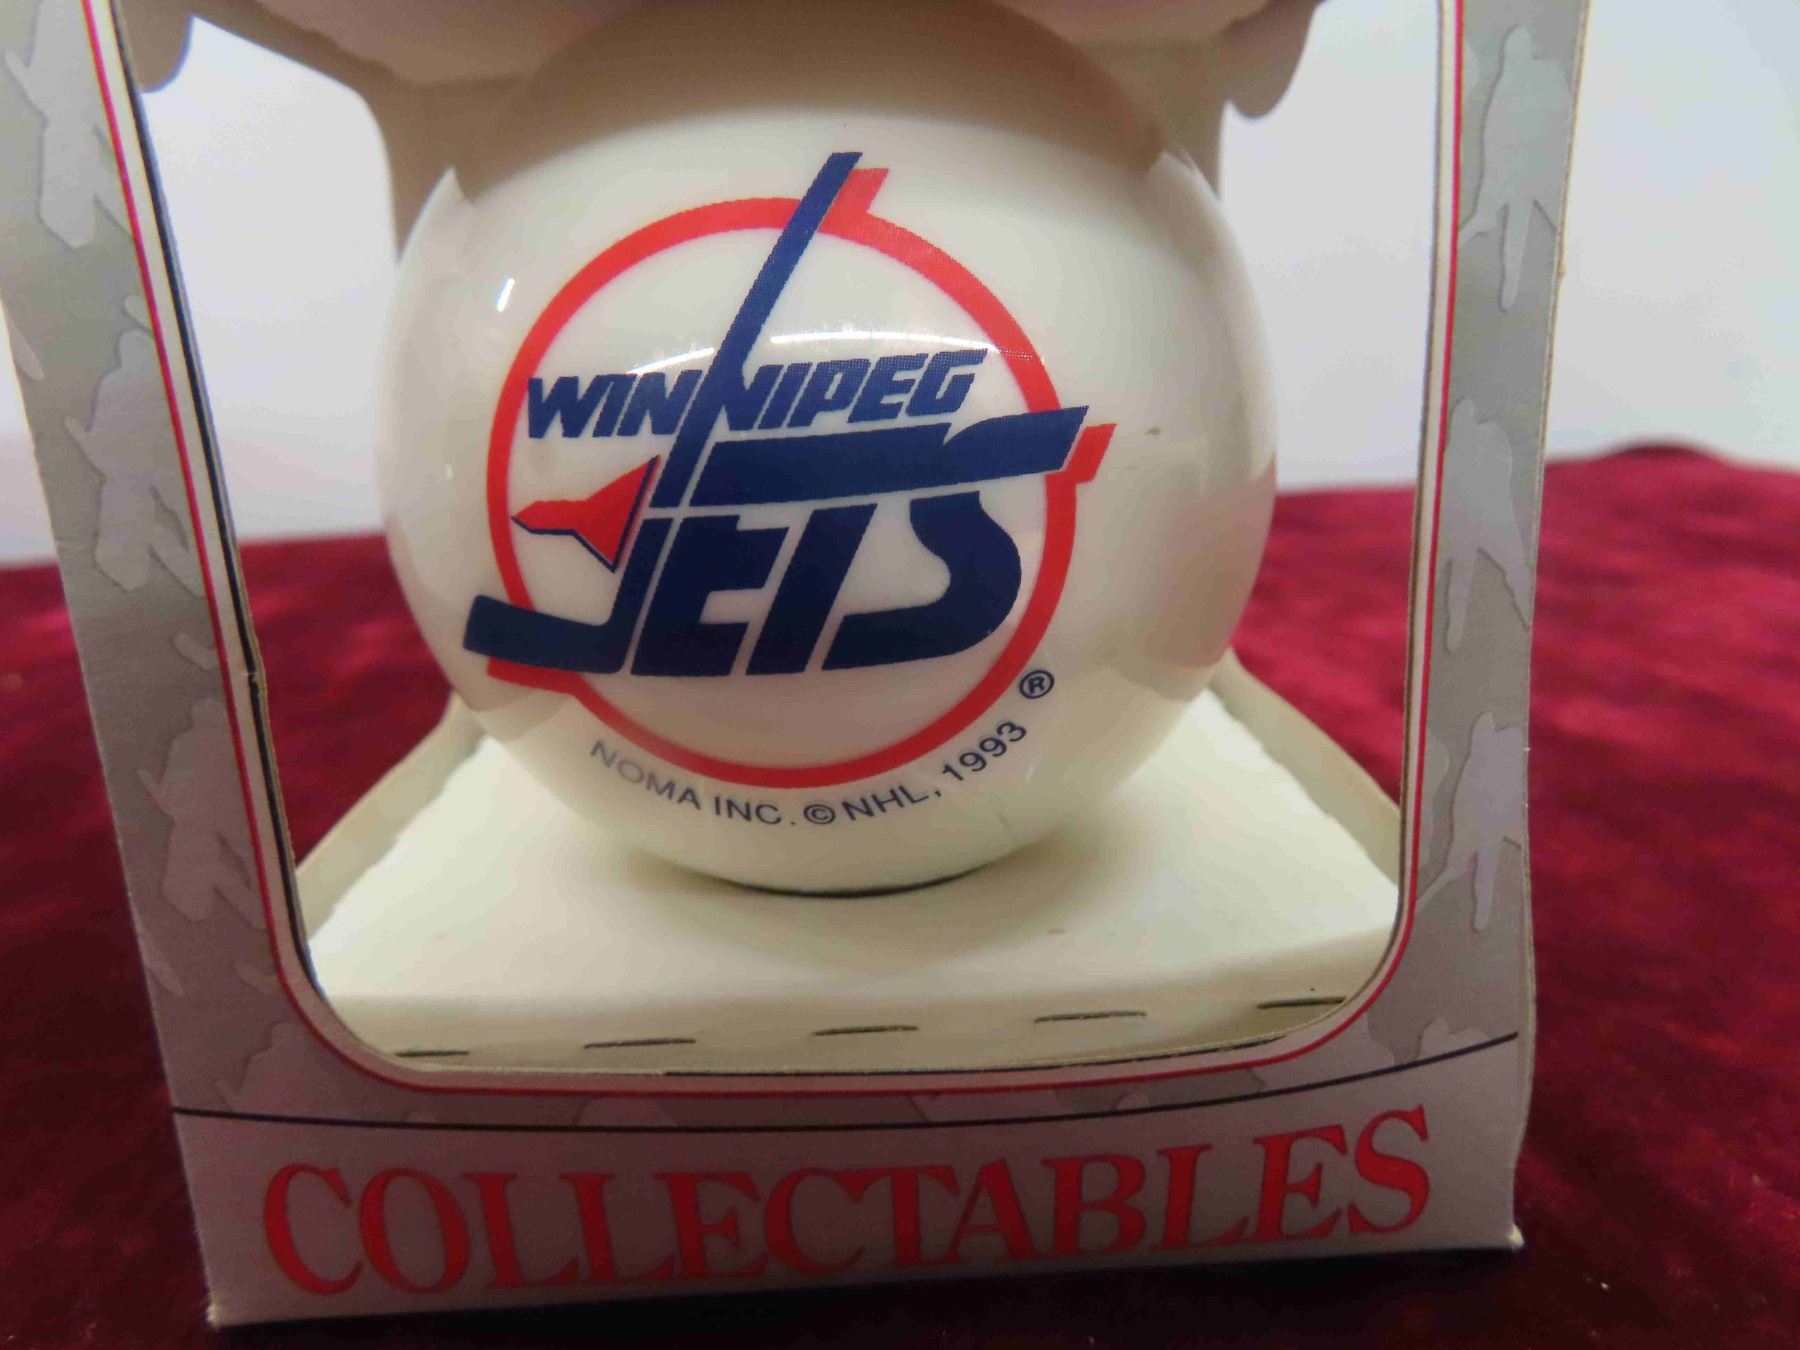 WINNIPEG
JETS
NOMA INC. © NHL, 1993 ®
COLLECTABLES